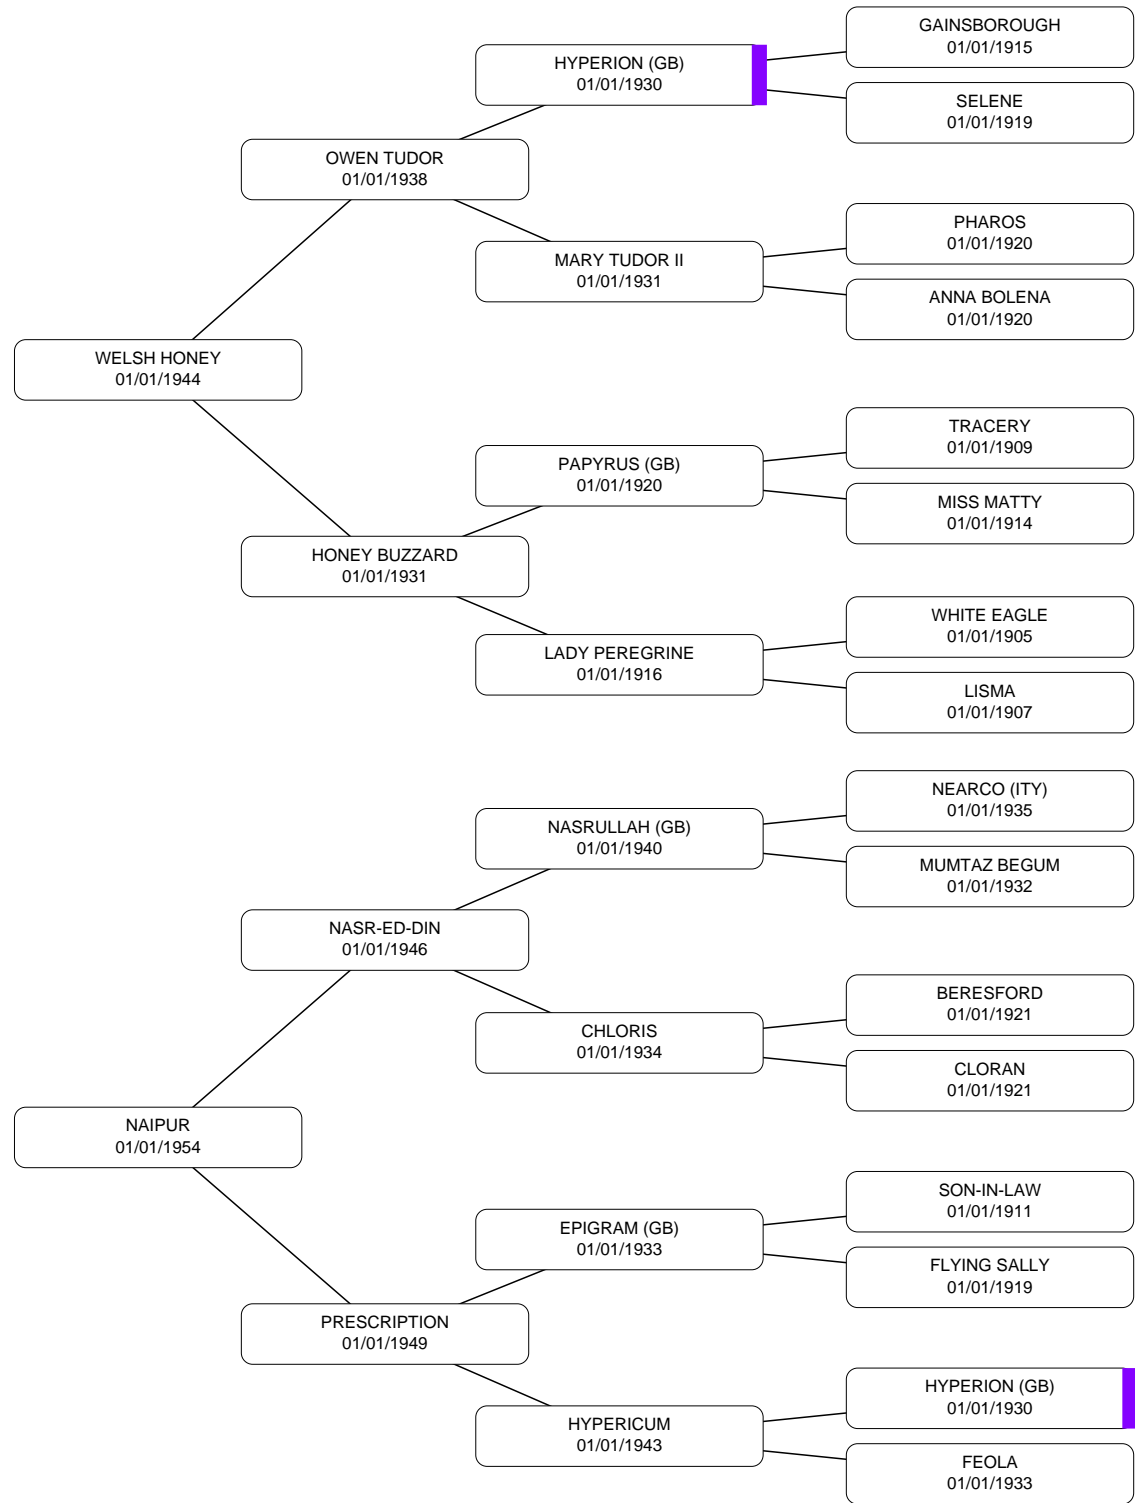 GAINSBOROUGH
01/01/1915
HYPERION (GB)
01/01/1930
SELENE
01/01/1919
OWEN TUDOR
01/01/1938
PHAROS
01/01/1920
MARY TUDOR II
01/01/1931
ANNA BOLENA
01/01/1920
WELSH HONEY
01/01/1944
TRACERY
01/01/1909
PAPYRUS (GB)
01/01/1920
MISS MATTY
01/01/1914
HONEY BUZZARD
01/01/1931
WHITE EAGLE
01/01/1905
LADY PEREGRINE
01/01/1916
LISMA
01/01/1907
NEARCO (ITY)
01/01/1935
NASRULLAH (GB)
01/01/1940
MUMTAZ BEGUM
01/01/1932
NASR-ED-DIN
01/01/1946
BERESFORD
01/01/1921
CHLORIS
01/01/1934
CLORAN
01/01/1921
NAIPUR
01/01/1954
SON-IN-LAW
01/01/1911
EPIGRAM (GB)
01/01/1933
FLYING SALLY
01/01/1919
PRESCRIPTION
01/01/1949
HYPERION (GB)
01/01/1930
HYPERICUM
01/01/1943
FEOLA
01/01/1933